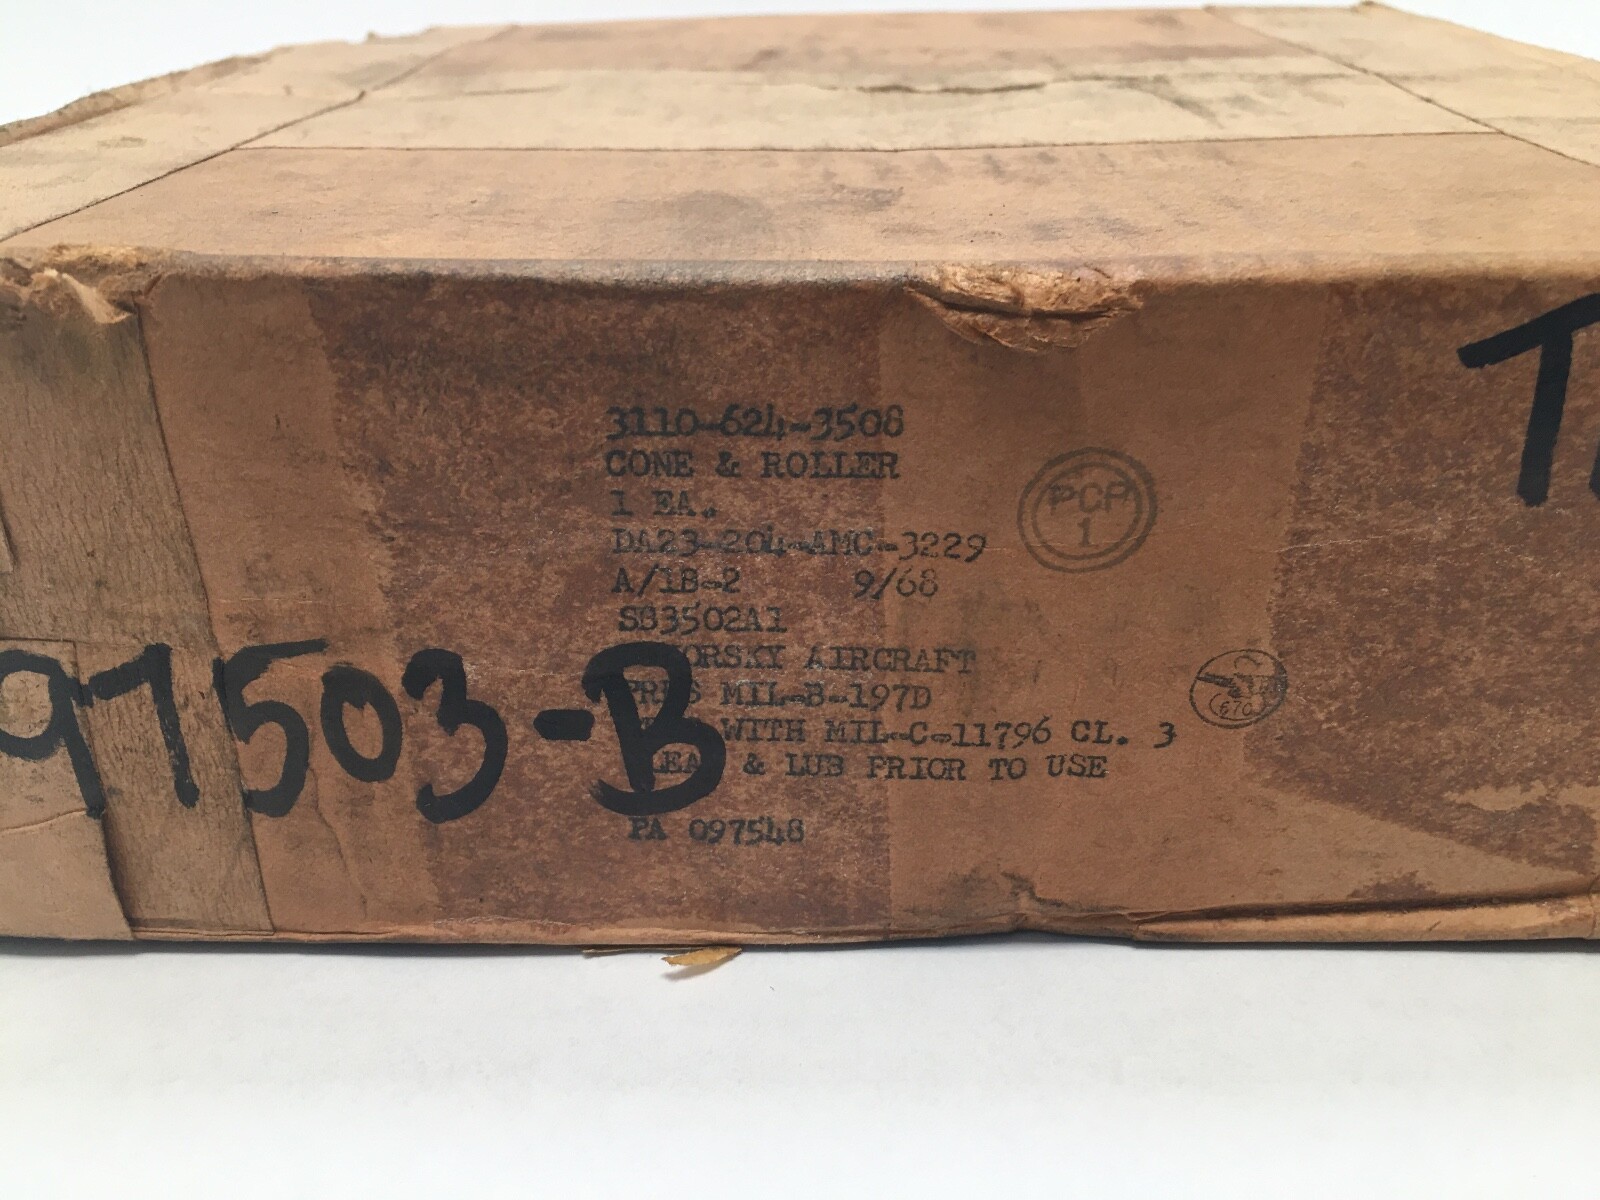 3110-624-3508
CONE & ROLLER
1 EA.
DA23-204-AMC-3229
A/1B-2 9/68
SB3502A1
AIRCRAFT
MIL-B-197D
WITH MIL-C-11796 CL. 3
& LUB PRIOR TO USE
PA 097548
PCP
1
670
97503-B